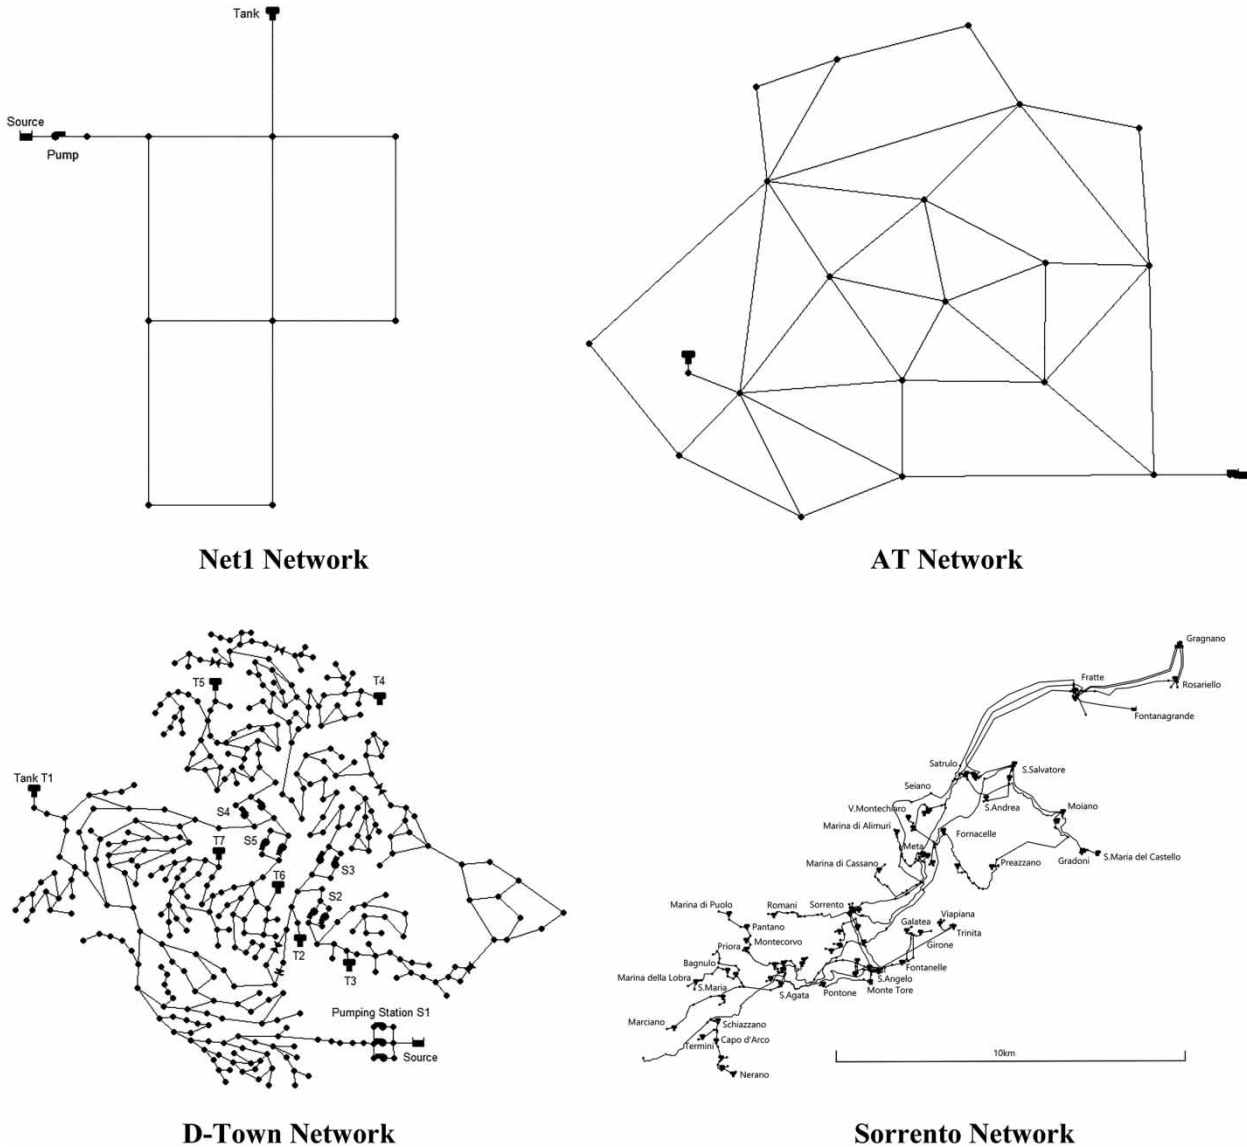 Tank
Source
Pump
Net1 Network
AT Network
T5
T4
Tank T1
S4
S5
T7
S3
T6
S2
T2
T3
Pumping Station S1
Source
D-Town Network
Gragnano
Fratte
Rosariello
Fontanagrande
Satrulo
S.Salvatore
Seiano
S.Andrea
V.Montechiaro
Moiano
Marina di Alimuri
Fornacelle
Meta
Preazzano
Gradoni
S.Maria del Castello
Marina di Cassano
Marina di Puolo
Romani
Sorrento
Galatea
Viapiana
Pantano
Trinita
Montecorvo
Girone
Priora
Bagnulo
Fontanelle
Marina della Lobra
S.Angelo
S.Maria
S.Agata
Pontone
Monte Tore
Marciano
Schiazzano
Capo d'Arco
Termini
10km
Nerano
Sorrento Network